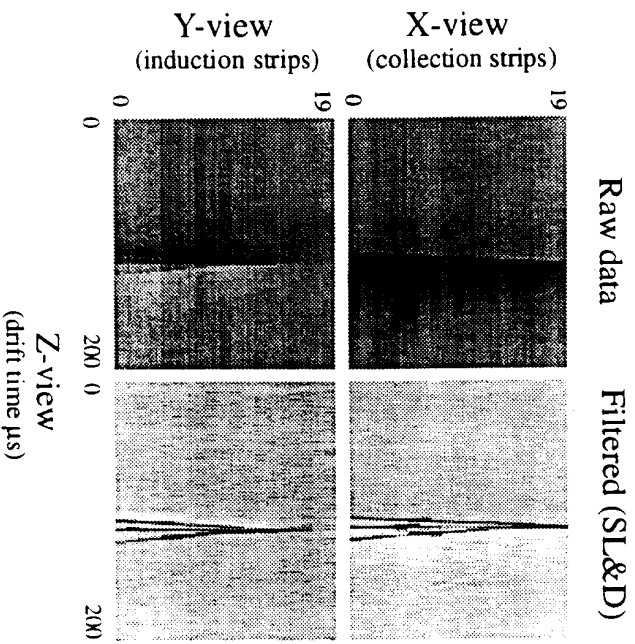 Y-view
(induction strips)
X-view
(collection strips)
0
19
0
19
Raw data
0
200
0
200
Filtered (SL&D)
Z-view
(drift time μs)